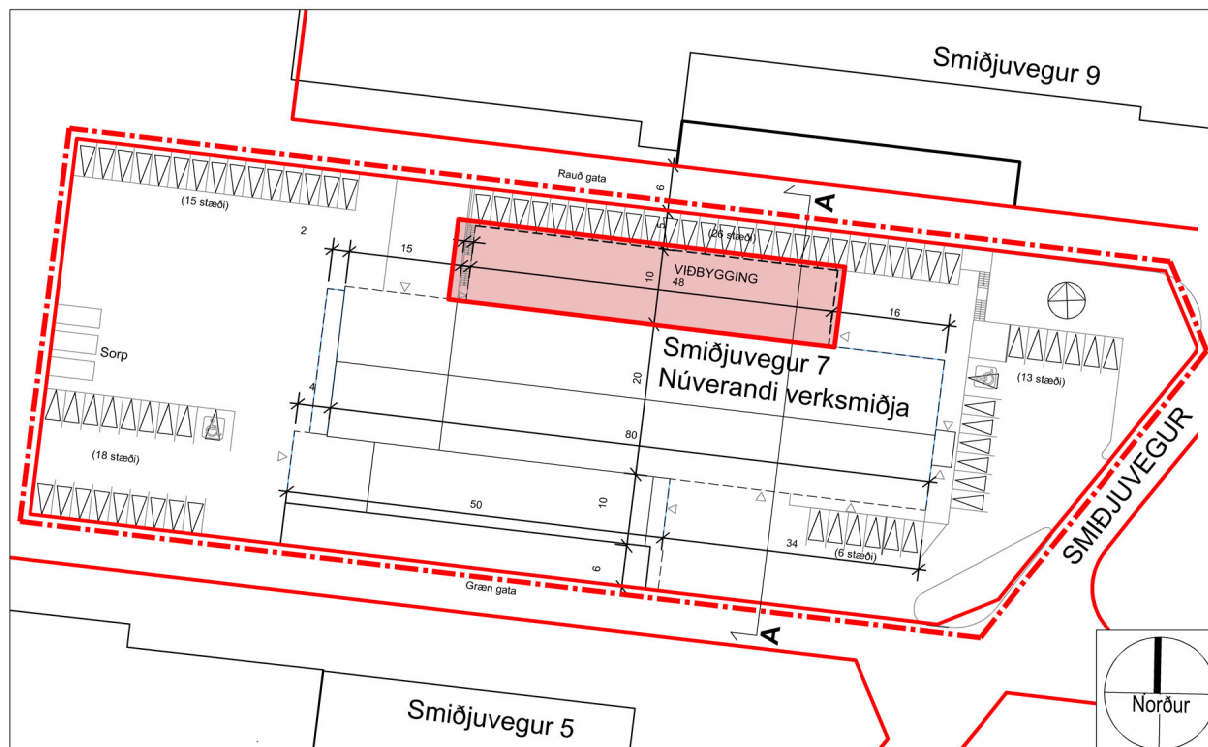 Smiðjuvegur 9
Rauð gata
6
A
(15 stæði)
5
(26 stæði)
2
15
10
VIÐBYGGING
48
16
Smiðjuvegur 7
Núverandi verksmiðja
Sorp
(13 stæði)
20
4
80
(18 stæði)
SMIÐJUVEGUR
50
10
34
(6 stæði)
6
Græn gata
A
Norður
Smiðjuvegur 5